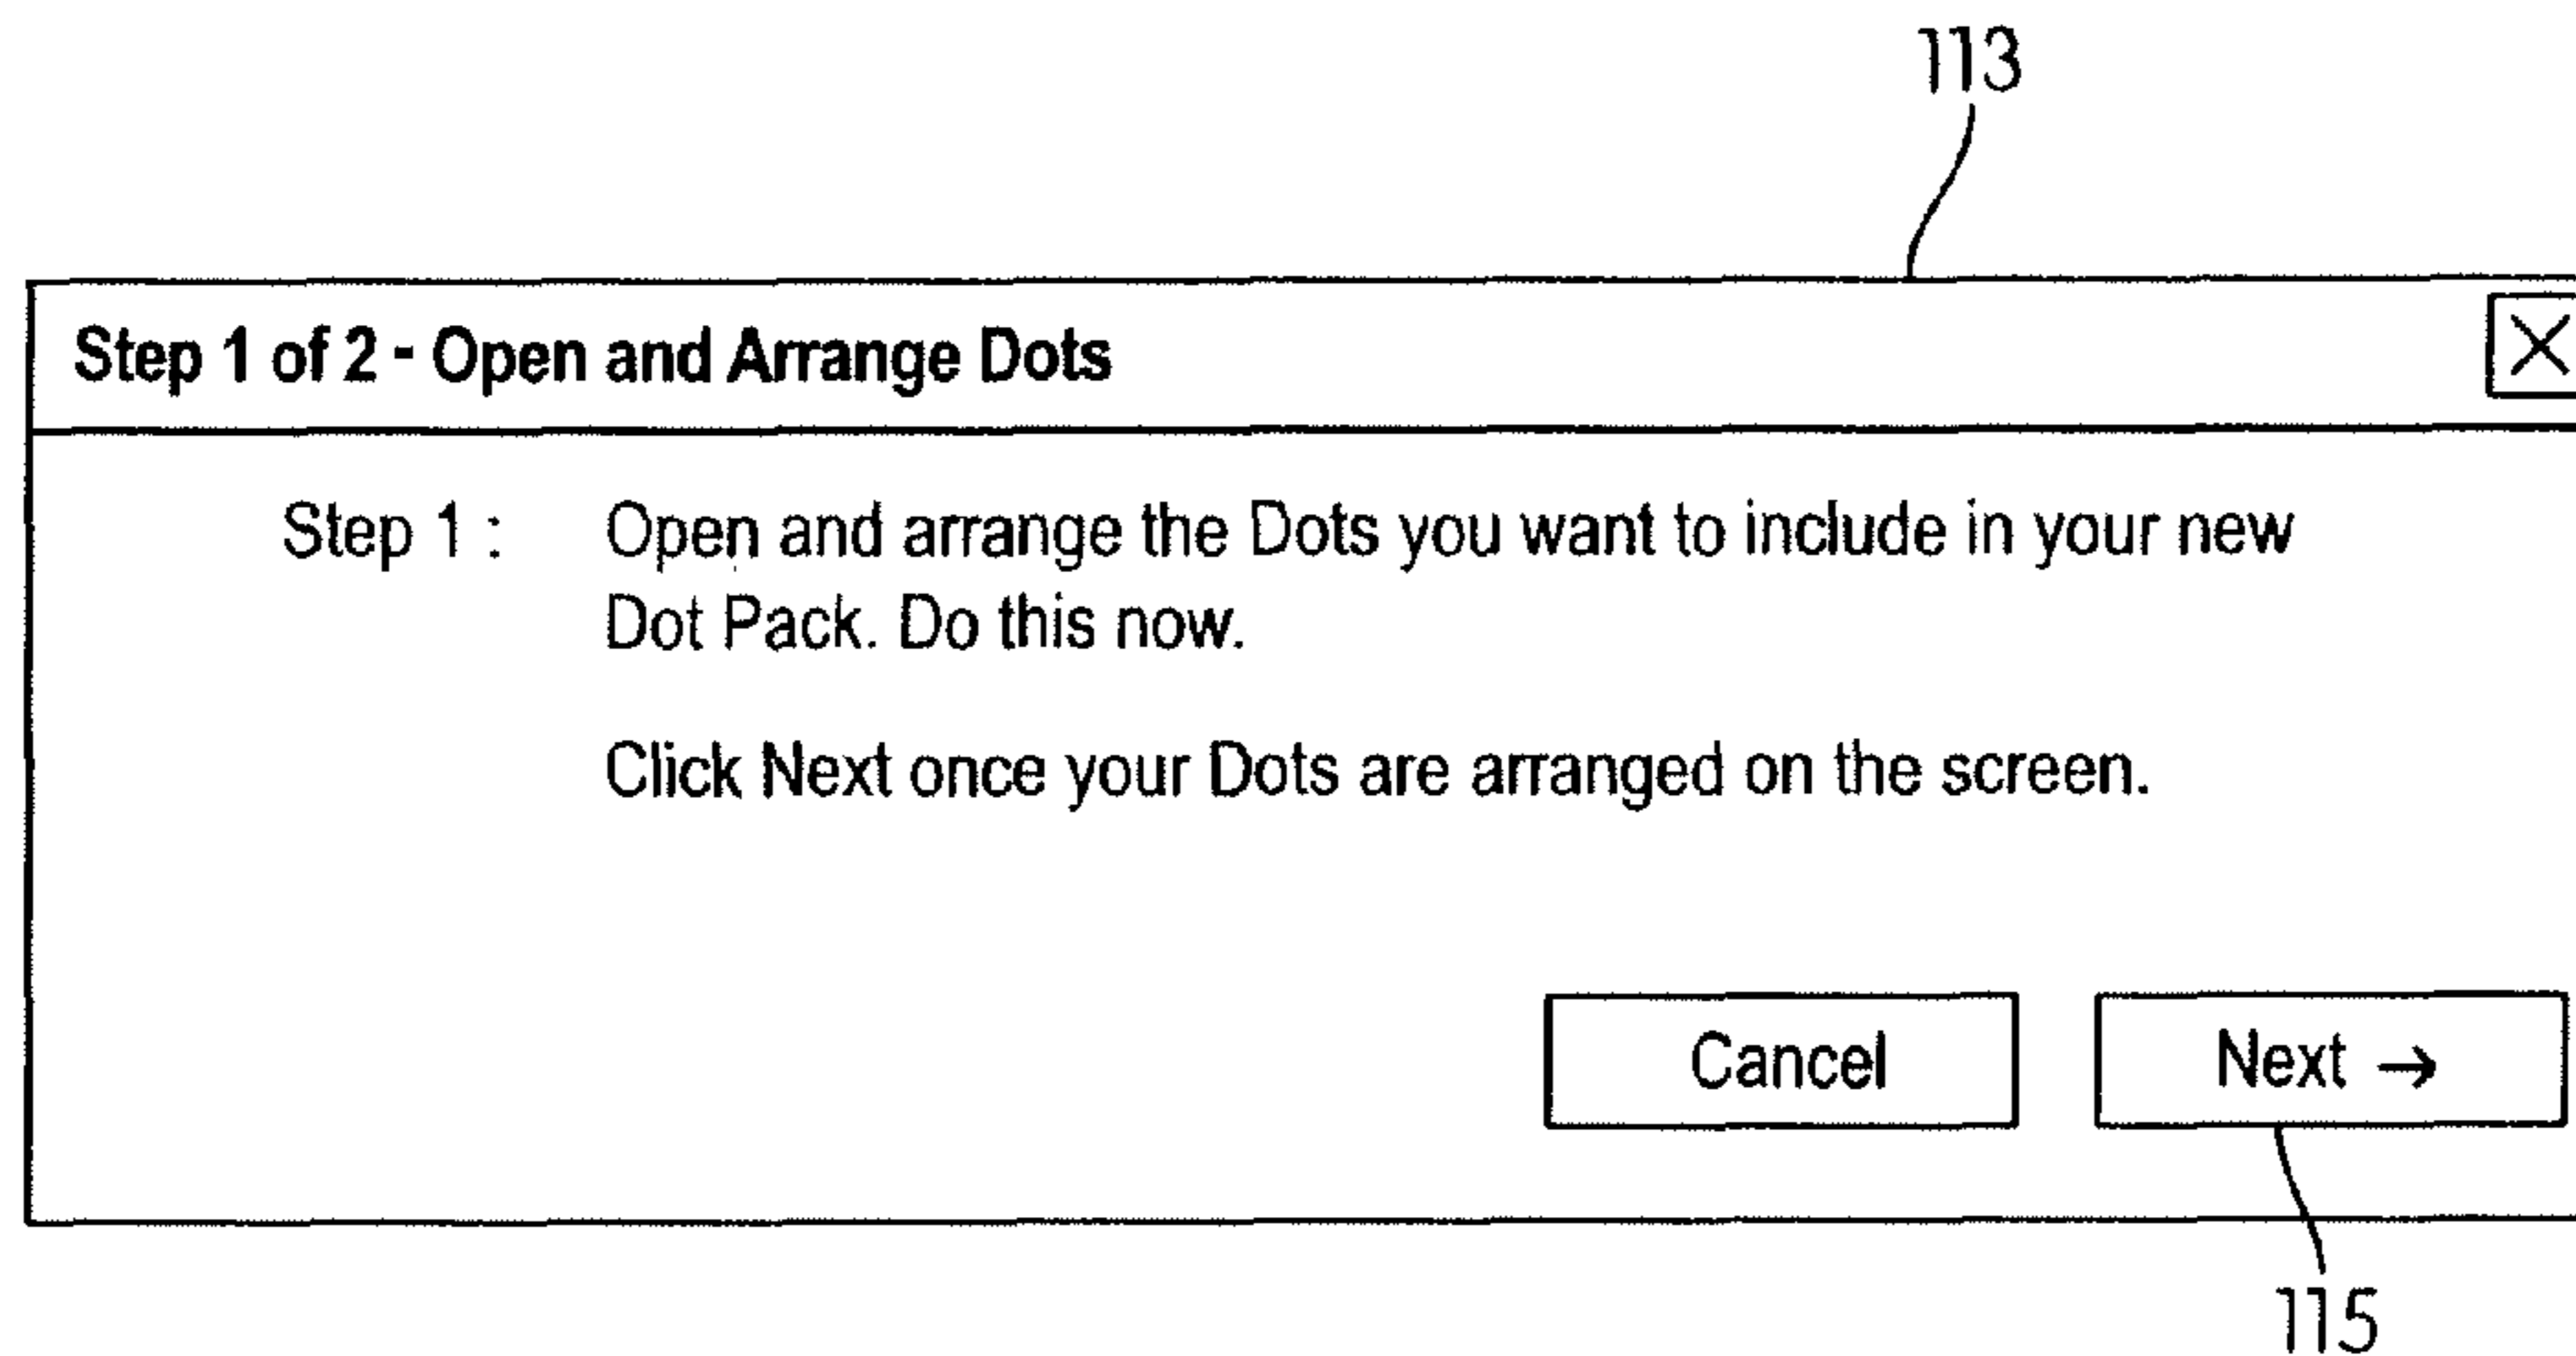 113
Step 1 of 2 - Open and Arrange Dots
Step 1 : Open and arrange the Dots you want to include in your new
Dot Pack. Do this now.
Click Next once your Dots are arranged on the screen.
Cancel Next →
115